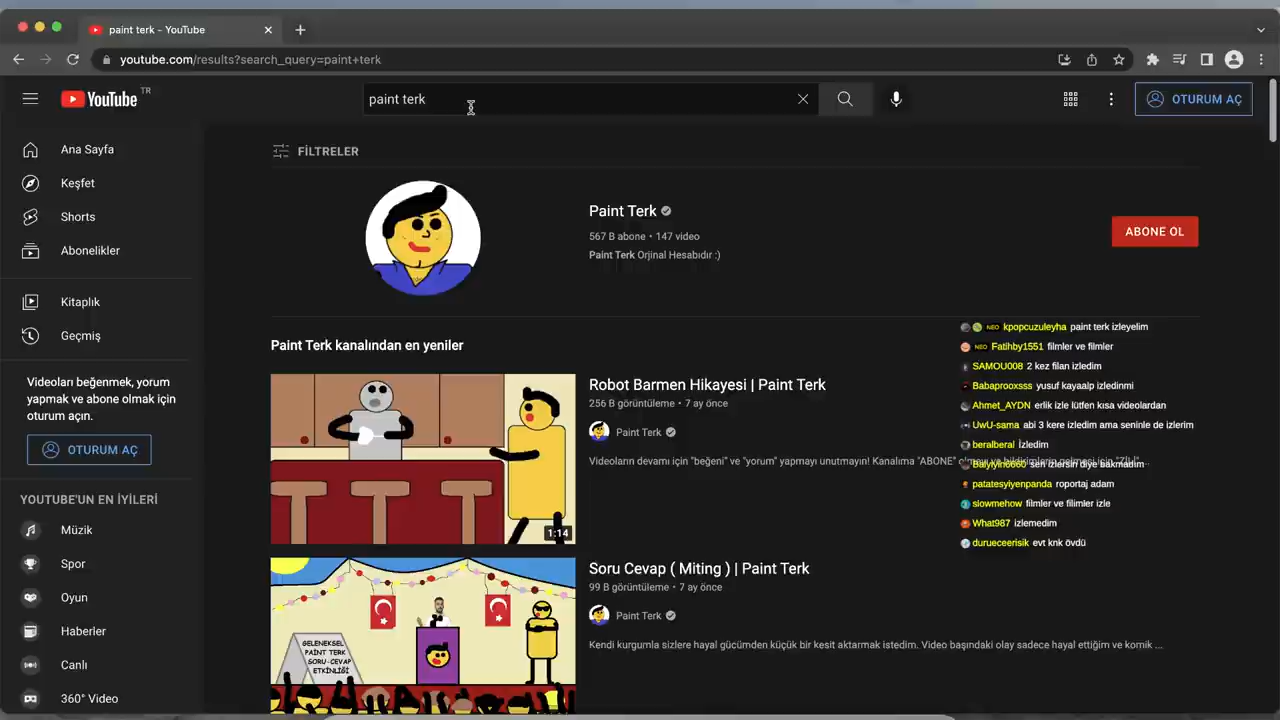 paint terk - YouTube
youtube.com/results?search_query=paint+terk
YouTube TR
paint terk
OTURUM AÇ
Ana Sayfa
Keşfet
Shorts
Abonelikler
Kitaplık
Geçmiş
Videoları beğenmek, yorum
yapmak ve abone olmak için
oturum açın.
OTURUM AÇ
YOUTUBE'UN EN İYİLERİ
Müzik
Spor
Oyun
Haberler
Canlı
360° Video
FİLTRELER
Paint Terk
567 B abone • 147 video
Paint Terk Orjinal Hesabıdır :)
ABONE OL
Paint Terk kanalından en yeniler
1:14
Robot Barmen Hikayesi | Paint Terk
256 B görüntüleme • 7 ay önce
Paint Terk
Videoların devamı için "beğeni" ve "yorum" yapmayı unutmayın! Kanalıma "ABONE"
GELENEKSEL
PAINT TERK
SORU-CEVAP
ETKİNLİĞİ
Soru Cevap ( Miting ) | Paint Terk
99 B görüntüleme • 7 ay önce
Paint Terk
Kendi kurgumla sizlere hayal gücümden küçük bir kesit aktarmak istedim. Video başındaki olay sadece hayal ettiğim ve komik ...
NEO kpopcuzuleyha paint terk izleyelim
NEO Fatihby1551 filmler ve filmler
SAMOU008 2 kez filan izledim
Babaprooxsss yusuf kayaalp izledinmi
Ahmet_AYDN erlik izle lütfen kısa videolardan
UwU-sama abi 3 kere izledim ama seninle de izlerim
beralberal İzledim
sen izlersin diye bakmadım
patatesyiyenpanda roportaj adam
slowmehow filmler ve filimler izle
What987 izlemedim
durueceerisik evt knk övdü